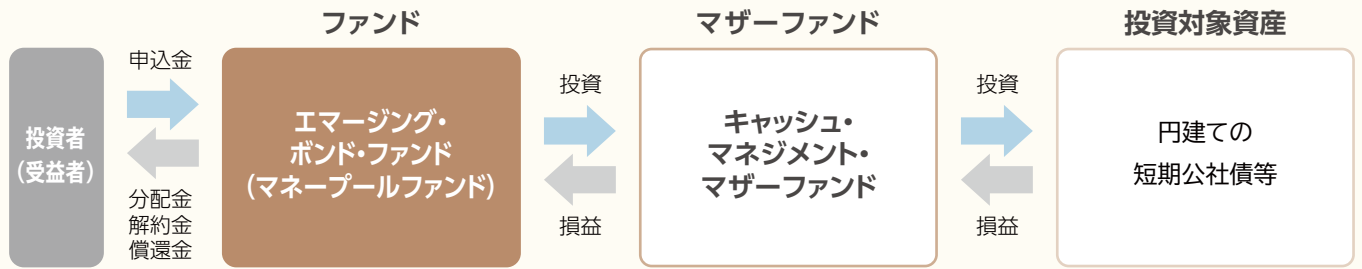 ファンド
マザーファンド
投資対象資産
投資者
（受益者）
申込金
分配金
解約金
償還金
エマージング・
ボンド・ファンド
（マネープールファンド）
投資
損益
キャッシュ・
マネジメント・
マザーファンド
投資
損益
円建ての
短期公社債等